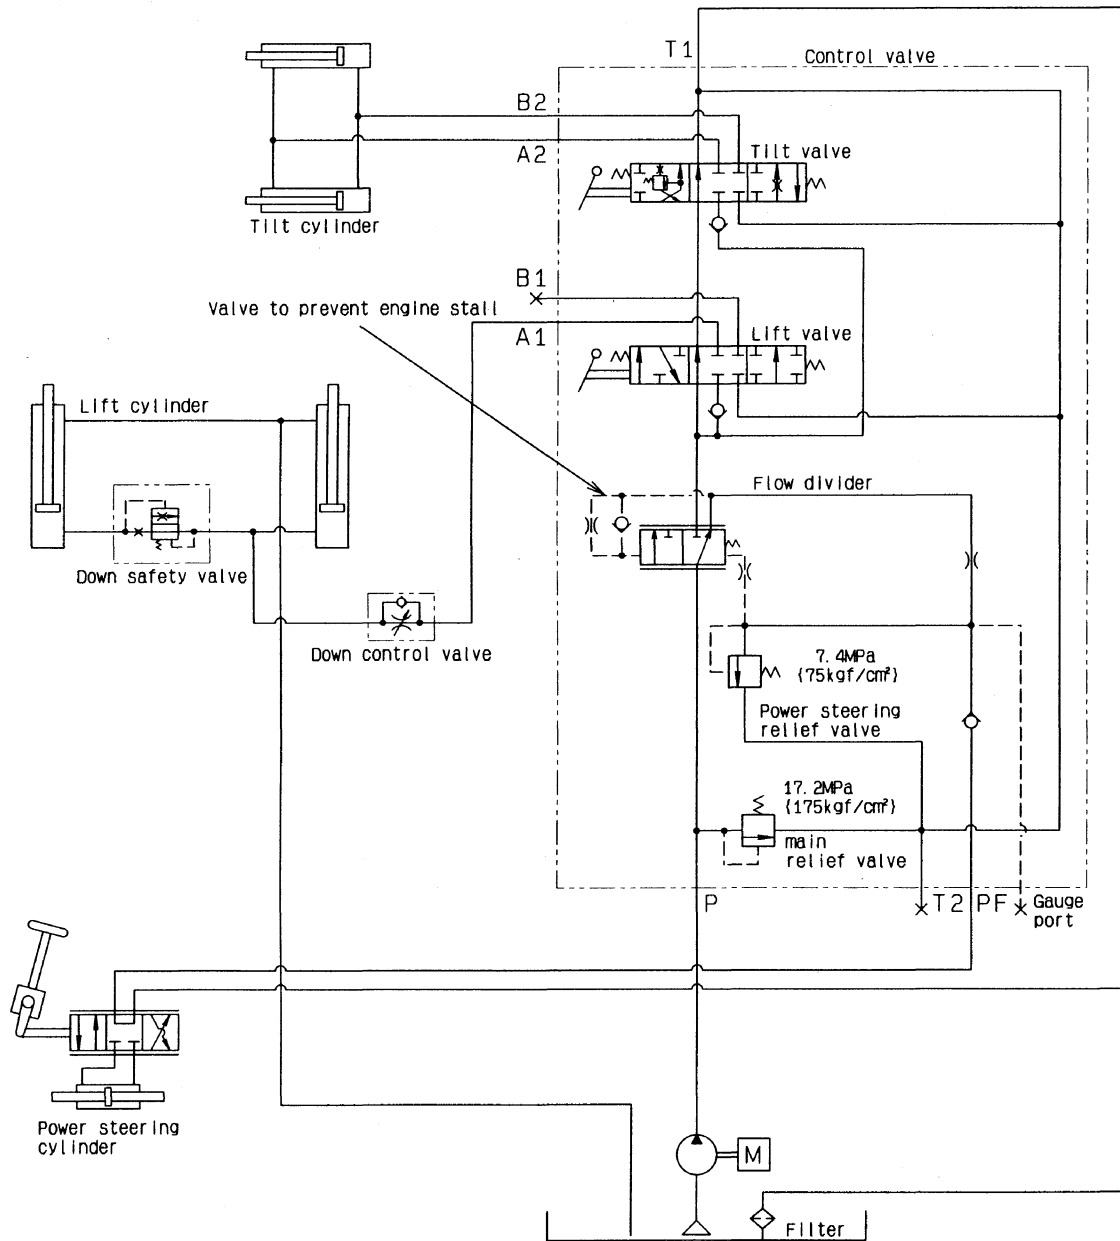 T1
Control valve
B2
A2
Tilt valve
Tilt cylinder
B1
Valve to prevent engine stall
A1
Lift valve
Lift cylinder
Flow divider
Down safety valve
Down control valve
7.4MPa
{75kgf/cm²}
Power steering
relief valve
17.2MPa
{175kgf/cm²}
main
relief valve
P
T2
PF
Gauge
port
Power steering
cylinder
M
Filter